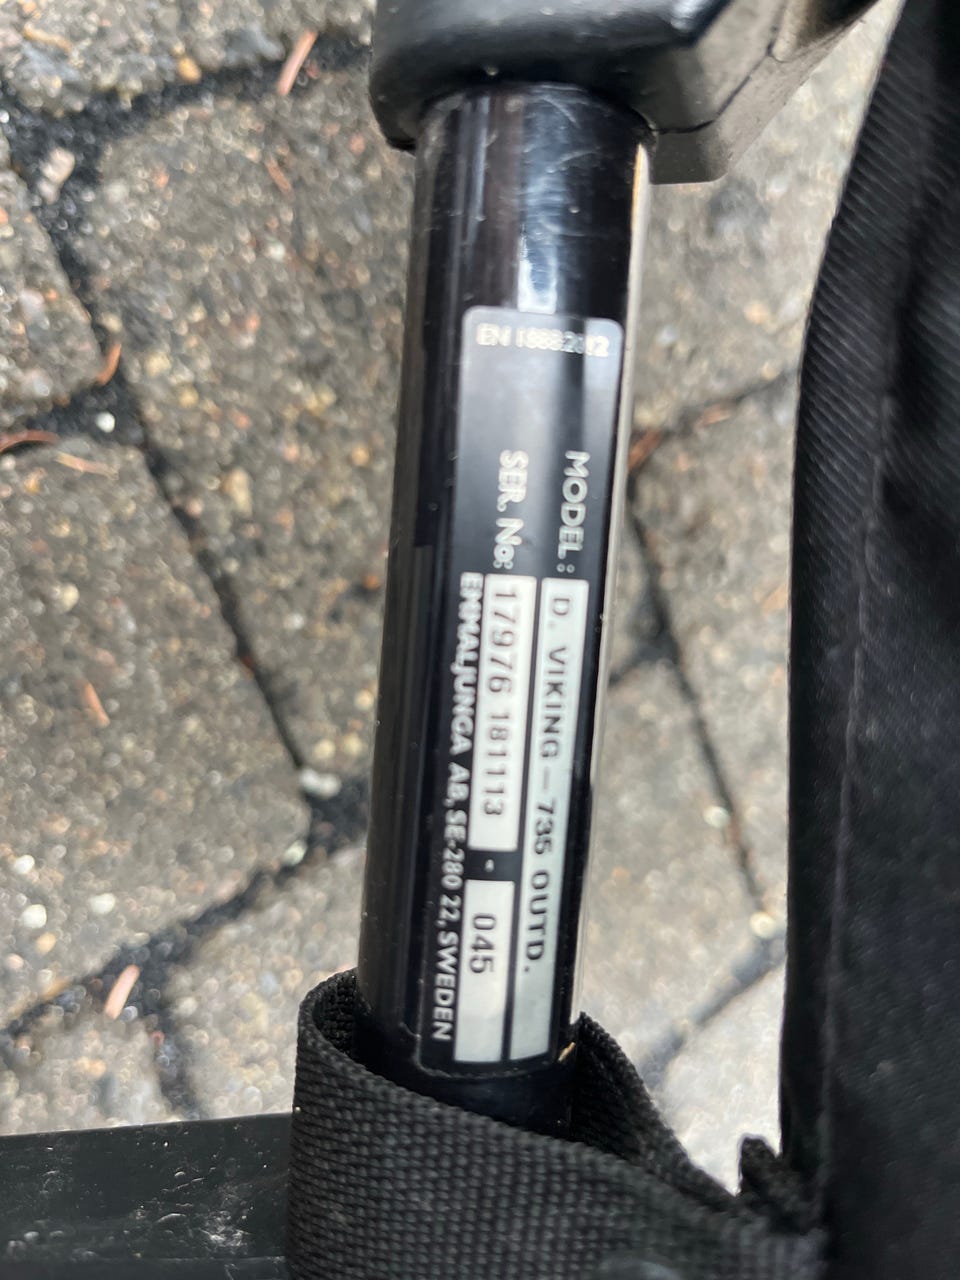 EN 1888:2012
MODEL: D. VIKING-735 OUTD.
SER. No: 17976 181113 - 045
EMMALJUNGA AB, SE-280 22, SWEDEN